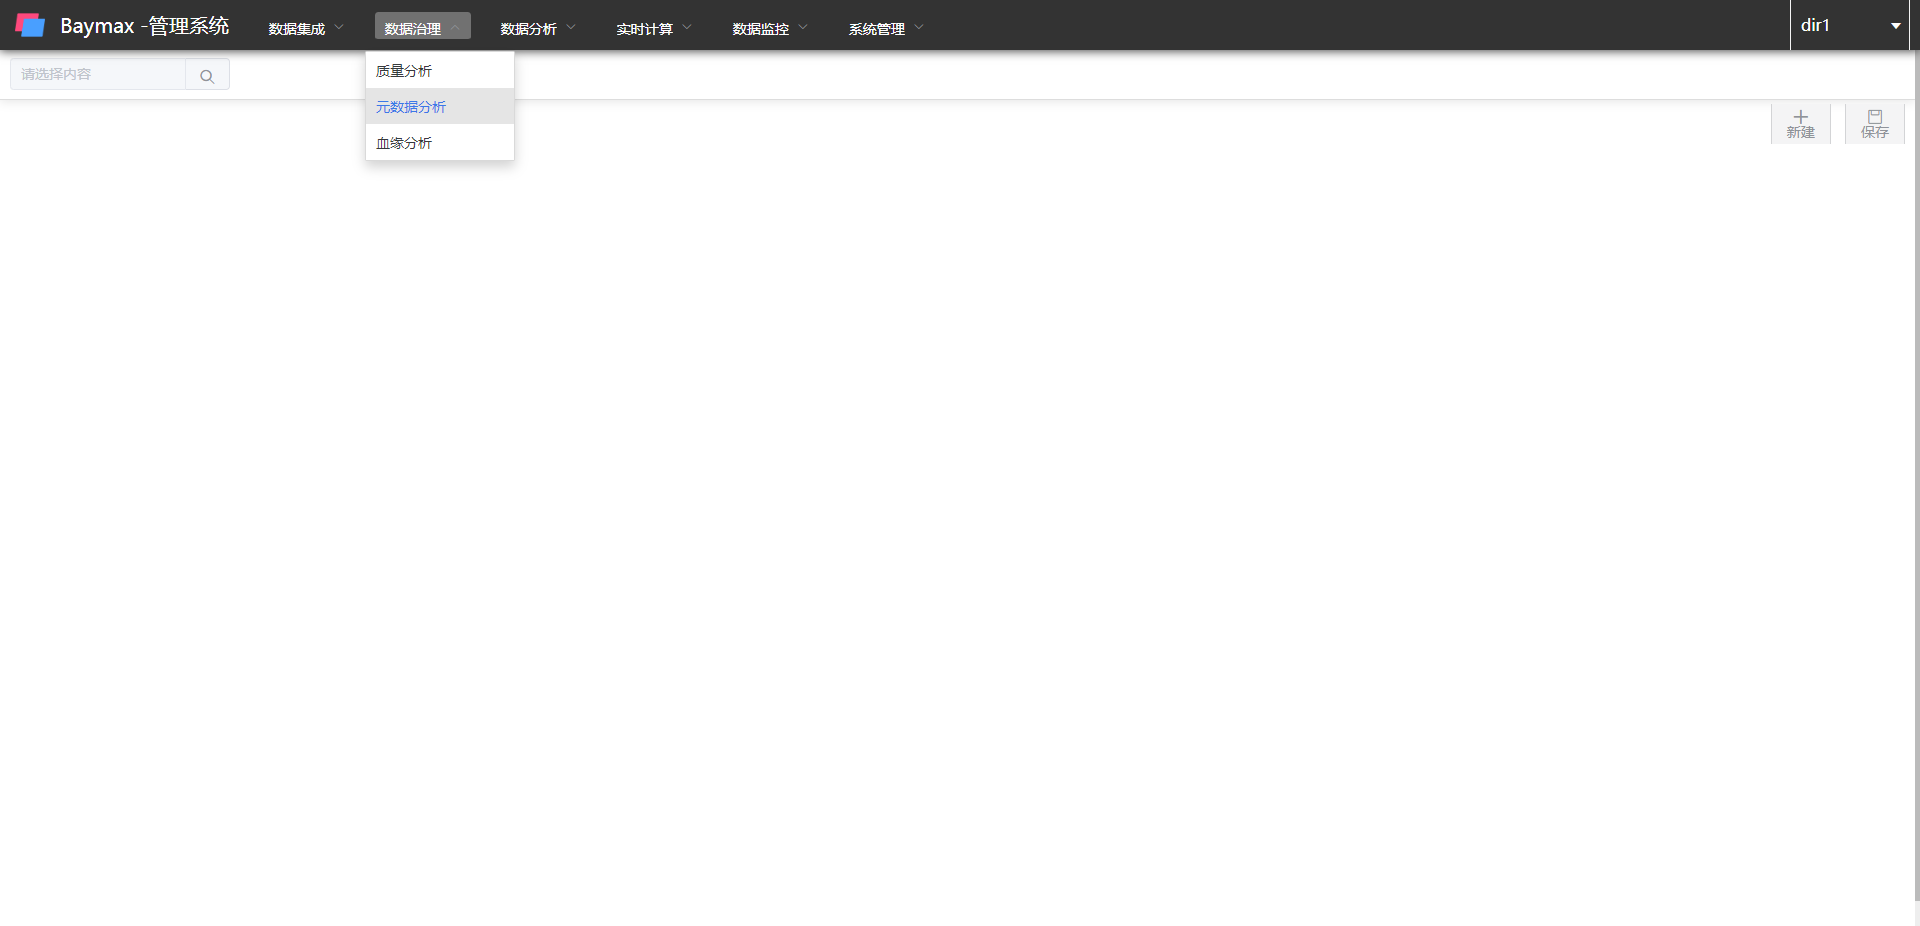 Baymax -管理系统 数据集成 数据治理 数据分析 实时计算 数据监控 系统管理 dir1
请选择内容
质量分析
元数据分析
血缘分析
新建 保存